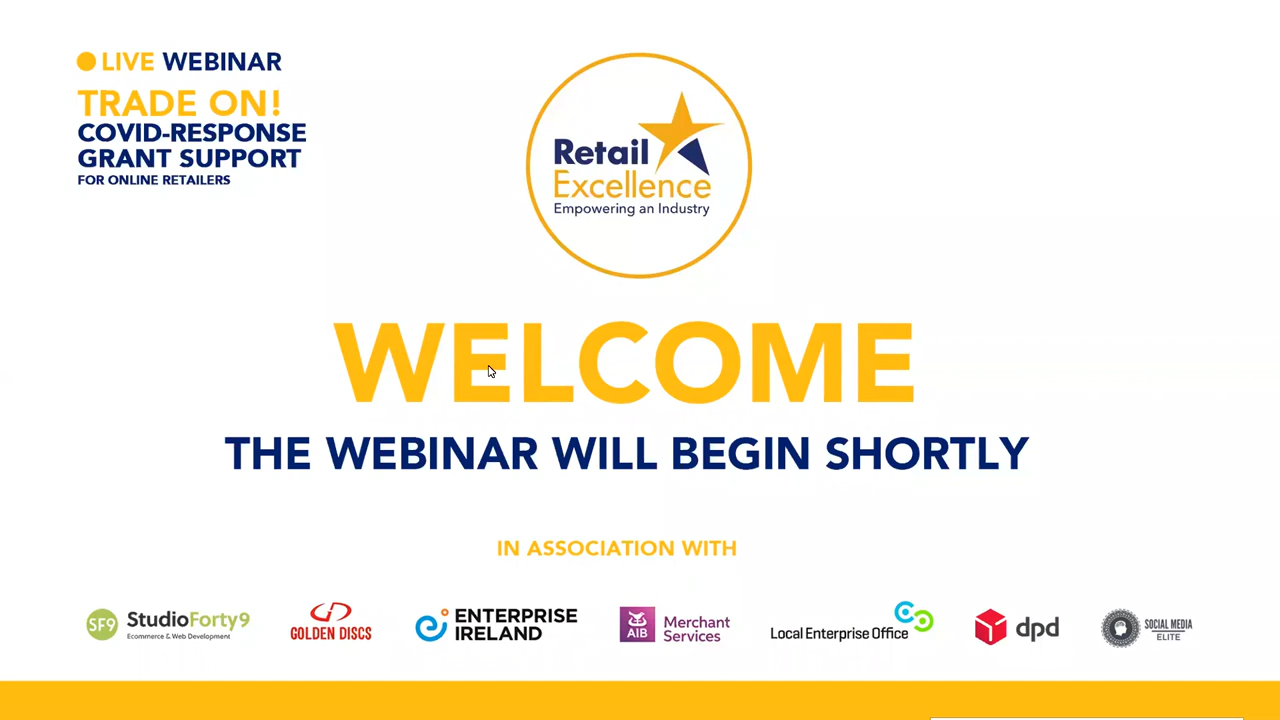 LIVE WEBINAR
TRADE ON!
COVID-RESPONSE
GRANT SUPPORT
FOR ONLINE RETAILERS
Retail
Excellence
Empowering an Industry
WELCOME
THE WEBINAR WILL BEGIN SHORTLY
IN ASSOCIATION WITH
SF9 StudioForty9
Ecommerce & Web Development
GOLDEN DISCS
ENTERPRISE
IRELAND
AIB Merchant
Services
Local Enterprise Office
dpd
SOCIAL MEDIA
ELITE